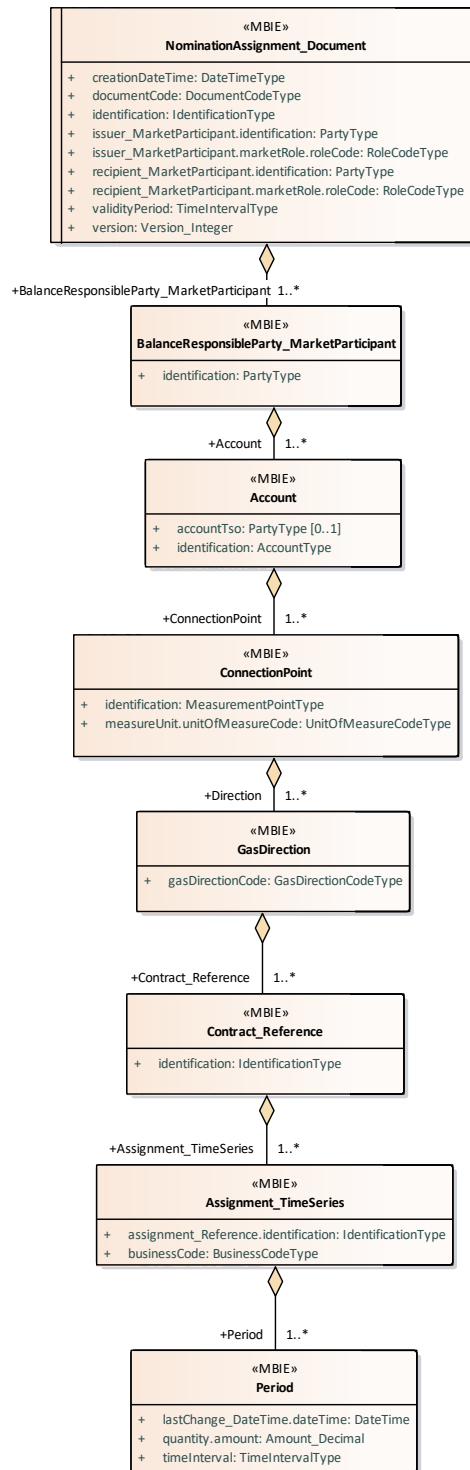 «MBIE»
NominationAssignment_Document
+ creationDateTime: DateTimeType
+ documentCode: DocumentCodeType
+ identification: IdentificationType
+ issuer_MarketParticipant.identification: PartyType
+ issuer_MarketParticipant.marketRole.roleCode: RoleCodeType
+ recipient_MarketParticipant.identification: PartyType
+ recipient_MarketParticipant.marketRole.roleCode: RoleCodeType
+ validityPeriod: TimeIntervalType
+ version: Version_Integer
+BalanceResponsibleParty_MarketParticipant 1..*
«MBIE»
BalanceResponsibleParty_MarketParticipant
+ identification: PartyType
+Account 1..*
«MBIE»
Account
+ accountTso: PartyType [0..1]
+ identification: AccountType
+ConnectionPoint 1..*
«MBIE»
ConnectionPoint
+ identification: MeasurementPointType
+ measureUnit.unitOfMeasureCode: UnitOfMeasureCodeType
+Direction 1..*
«MBIE»
GasDirection
+ gasDirectionCode: GasDirectionCodeType
+Contract_Reference 1..*
«MBIE»
Contract_Reference
+ identification: IdentificationType
+Assignment_TimeSeries 1..*
«MBIE»
Assignment_TimeSeries
+ assignment_Reference.identification: IdentificationType
+ businessCode: BusinessCodeType
+Period 1..*
«MBIE»
Period
+ lastChange_DateTime.dateTime: DateTime
+ quantity.amount: Amount_Decimal
+ timeInterval: TimeIntervalType